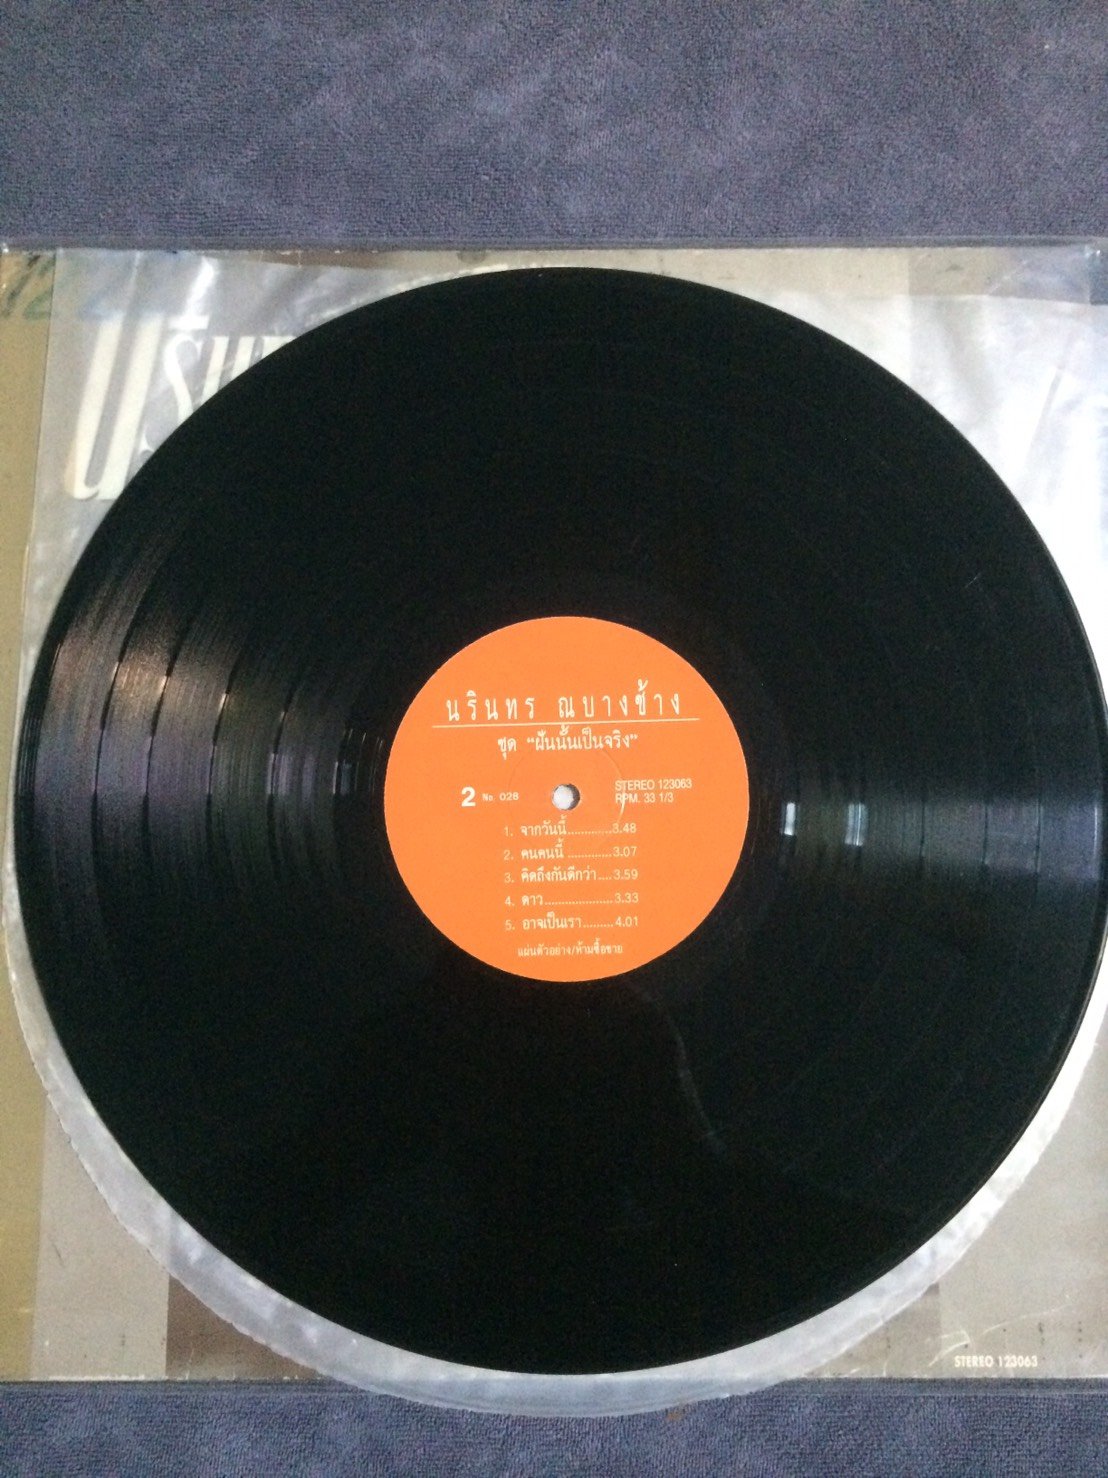 นรินทร ณบางช้าง
ชุด "ฝันนั้นเป็นจริง"
2 No. 028
STEREO 123063
RPM. 33 1/3
1. จากวันนี้.............3.48
2. คนคนนี้.............3.07
3. คิดถึงกันดีกว่า....3.59
4. ดาว.....................3.33
5. อาจเป็นเรา.........4.01
แผ่นตัวอย่าง/ห้ามซื้อขาย
STEREO 123063